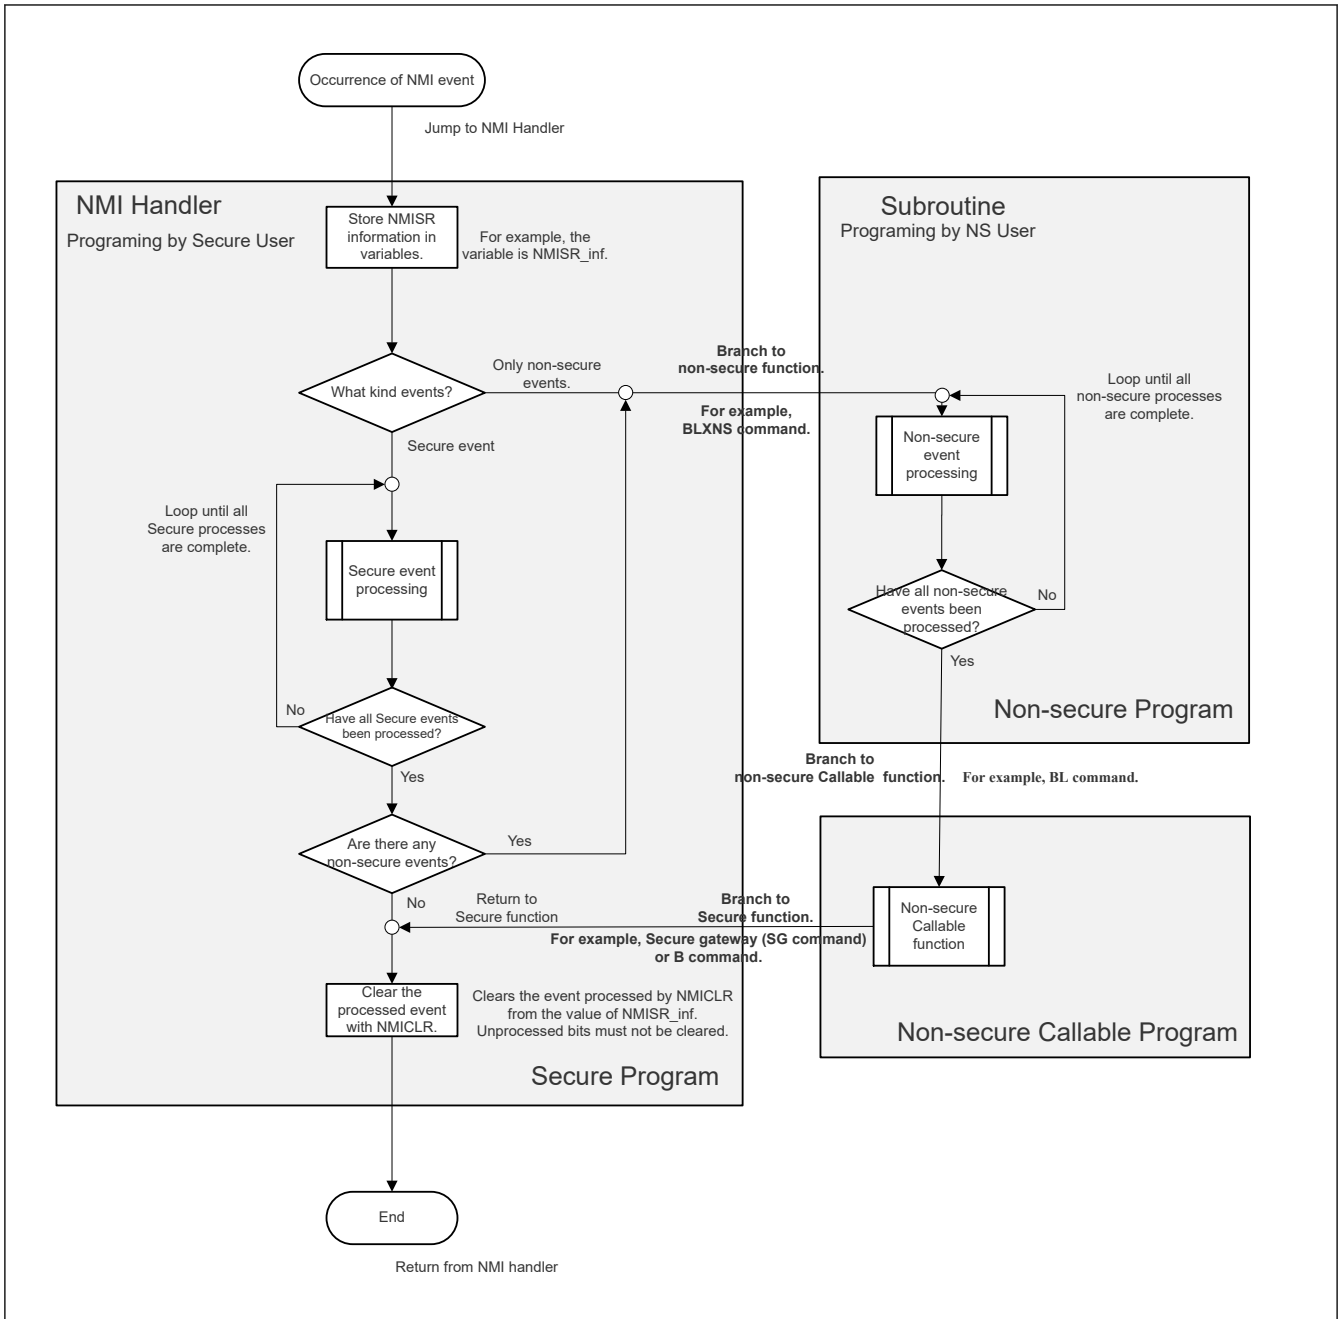 Occurrence of NMI event
Jump to NMI Handler
NMI Handler
Programing by Secure User
Store NMISR
information in
variables.
For example, the
variable is NMISR_inf.
What kind events?
Only non-secure
events.
Secure event
Loop until all
Secure processes
are complete.
Secure event
processing
No
Have all Secure events
been processed?
Yes
Are there any
non-secure events?
Yes
No
Return to
Secure function
Clear the
processed event
with NMICLR.
Clears the event processed by NMICLR
from the value of NMISR_inf.
Unprocessed bits must not be cleared.
Secure Program
End
Return from NMI handler
Branch to
non-secure function.
For example,
BLXNS command.
Subroutine
Programing by NS User
Loop until all
non-secure processes
are complete.
Non-secure
event
processing
Have all non-secure
events been
processed?
No
Yes
Non-secure Program
Branch to
non-secure Callable function.
For example, BL command.
Branch to
Secure function.
For example, Secure gateway (SG command)
or B command.
Non-secure
Callable
function
Non-secure Callable Program